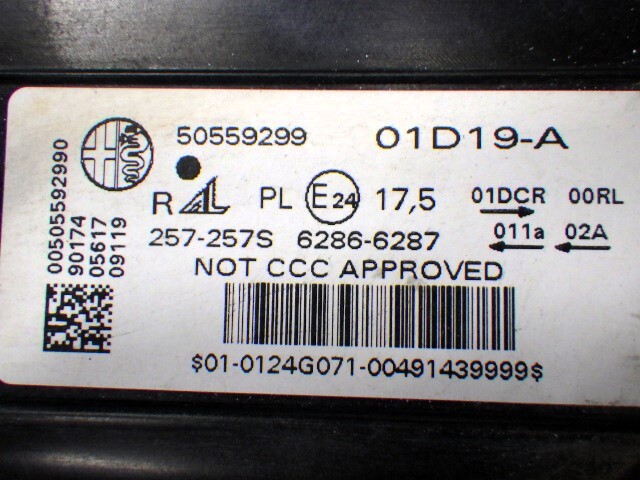 50559299 01D19-A
R AL PL E24 17,5 01DCR 00RL
257-257S 6286-6287 011a 02A
NOT CCC APPROVED
$01-0124G071-00491439999$
00505592990
90174
05617
09119